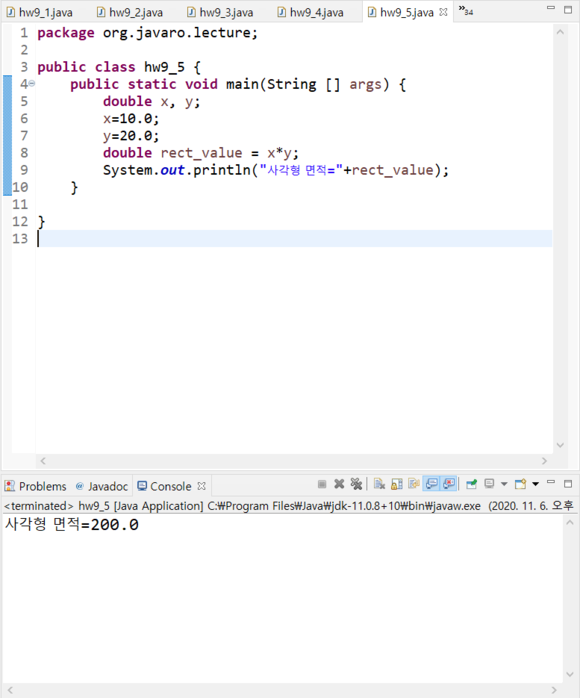 hw9_1.java hw9_2.java hw9_3.java hw9_4.java hw9_5.java »34
1 package org.javaro.lecture;
2
3 public class hw9_5 {
4 public static void main(String [] args) {
5 double x, y;
6 x=10.0;
7 y=20.0;
8 double rect_value = x*y;
9 System.out.println("사각형 면적="+rect_value);
10 }
11
12 }
13
Problems Javadoc Console
<terminated> hw9_5 [Java Application] C:₩Program Files₩Java₩jdk-11.0.8+10₩bin₩javaw.exe (2020. 11. 6. 오후
사각형 면적=200.0